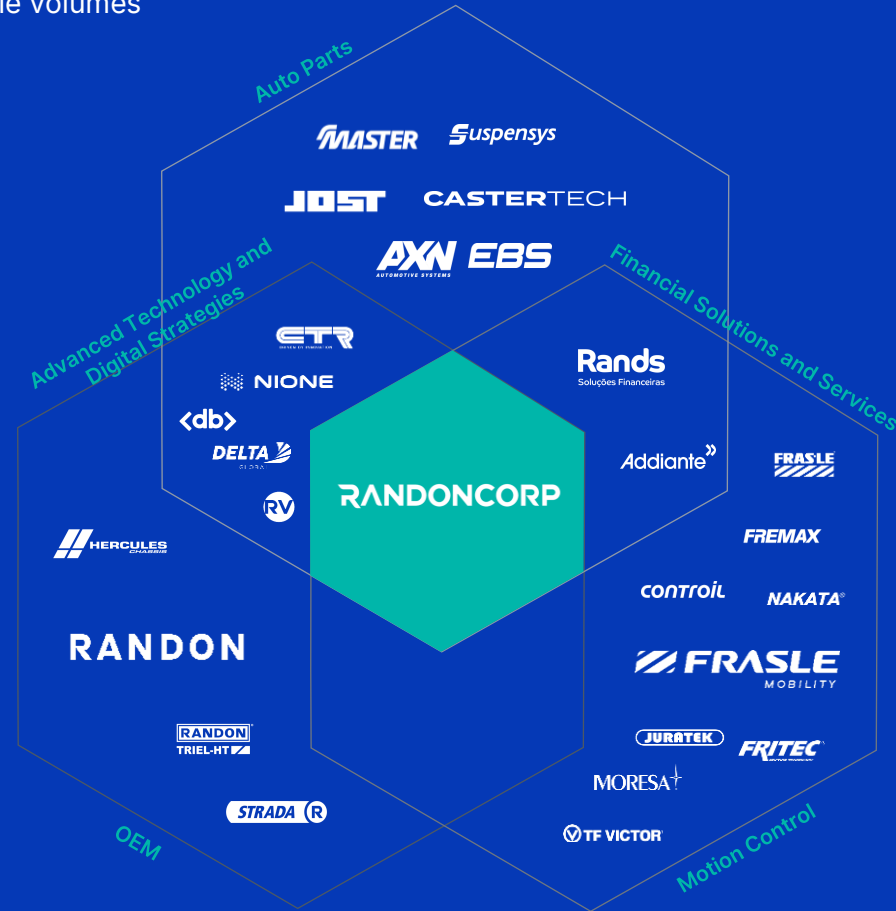 le volumes
Auto Parts
MASTER
Suspensys
JOST
CASTERTECH
AXN
AUTOMOTIVE SYSTEMS
EBS
Advanced Technology and
Digital Strategies
Financial Solutions and Services
CTR
NIONE
<db>
DELTA
GLOBAL
RV
Rands
Soluções Financeiras
Addiante
RANDONCORP
HERCULES
CHASSIS
RANDON
RANDON
TRIEL-HT
STRADA R
OEM
FRAS-LE
FREMAX
CONTROIL
NAKATA®
FRASLE
MOBILITY
JURATEK
FRITEC
MORESA
TF VICTOR
Motion Control